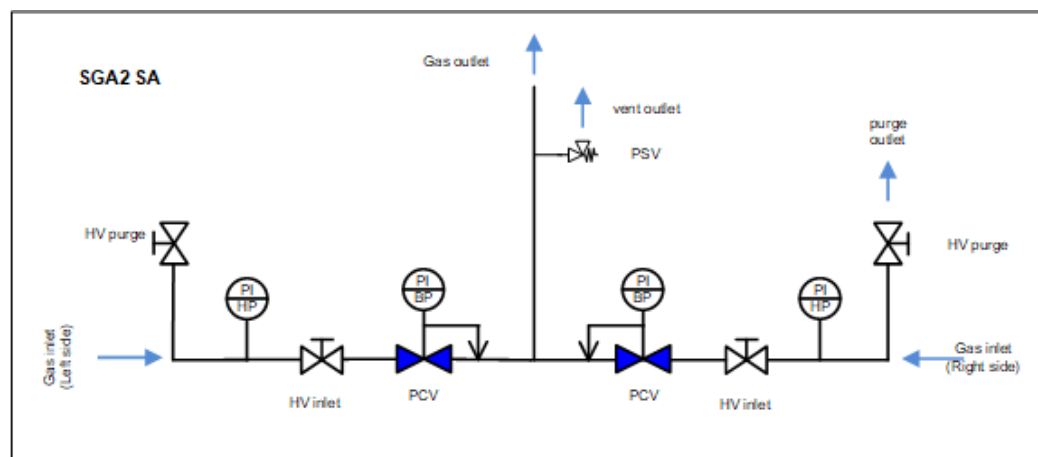 SGA2 SA
Gas outlet
vent outlet
PSV
purge
outlet
HV purge
HV purge
PI
HP
PI
BP
PI
BP
PI
HP
Gas inlet
(Left side)
Gas inlet
(Right side)
HV inlet
PCV
PCV
HV inlet